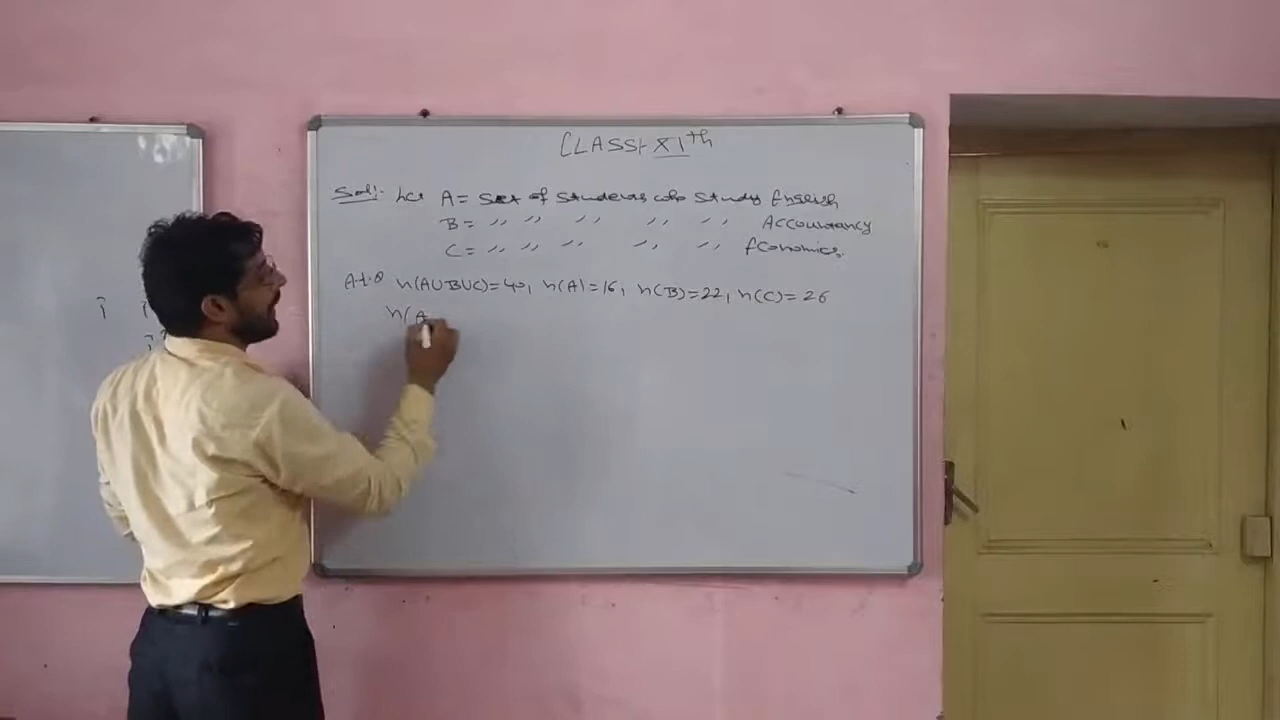 CLASS:- XIth
Sol:- Let A = Set of Students who Study English
B = ,, ,, ,, ,, ,, Accountancy
C = ,, ,, ,, ,, ,, Economics.
A.t.Q n(A∪B∪C)=40, n(A)=16, n(B)=22, n(C)=26
n(A